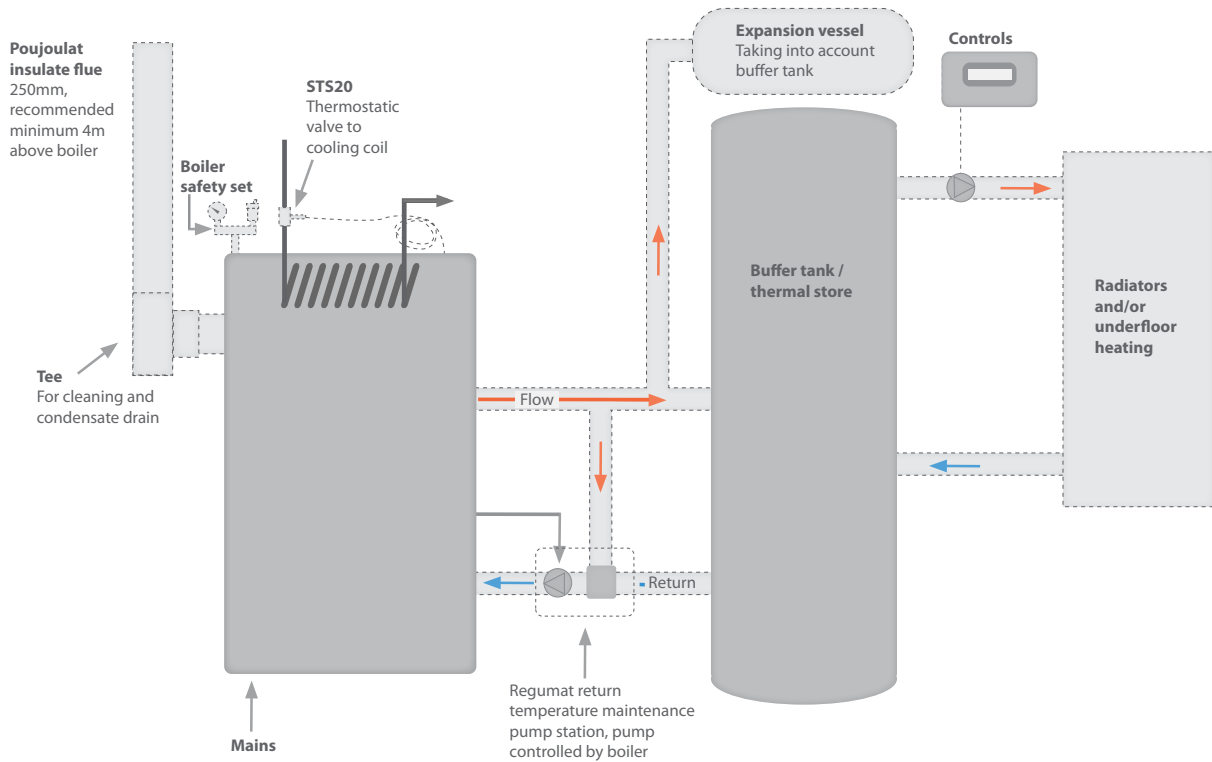 Poujoulat
insulate flue
250mm,
recommended
minimum 4m
above boiler
STS20
Thermostatic
valve to
cooling coil
Boiler
safety set
Expansion vessel
Taking into account
buffer tank
Controls
Buffer tank /
thermal store
Radiators
and/or
underfloor
heating
Tee
For cleaning and
condensate drain
Flow
Return
Regumat return
temperature maintenance
pump station, pump
controlled by boiler
Mains